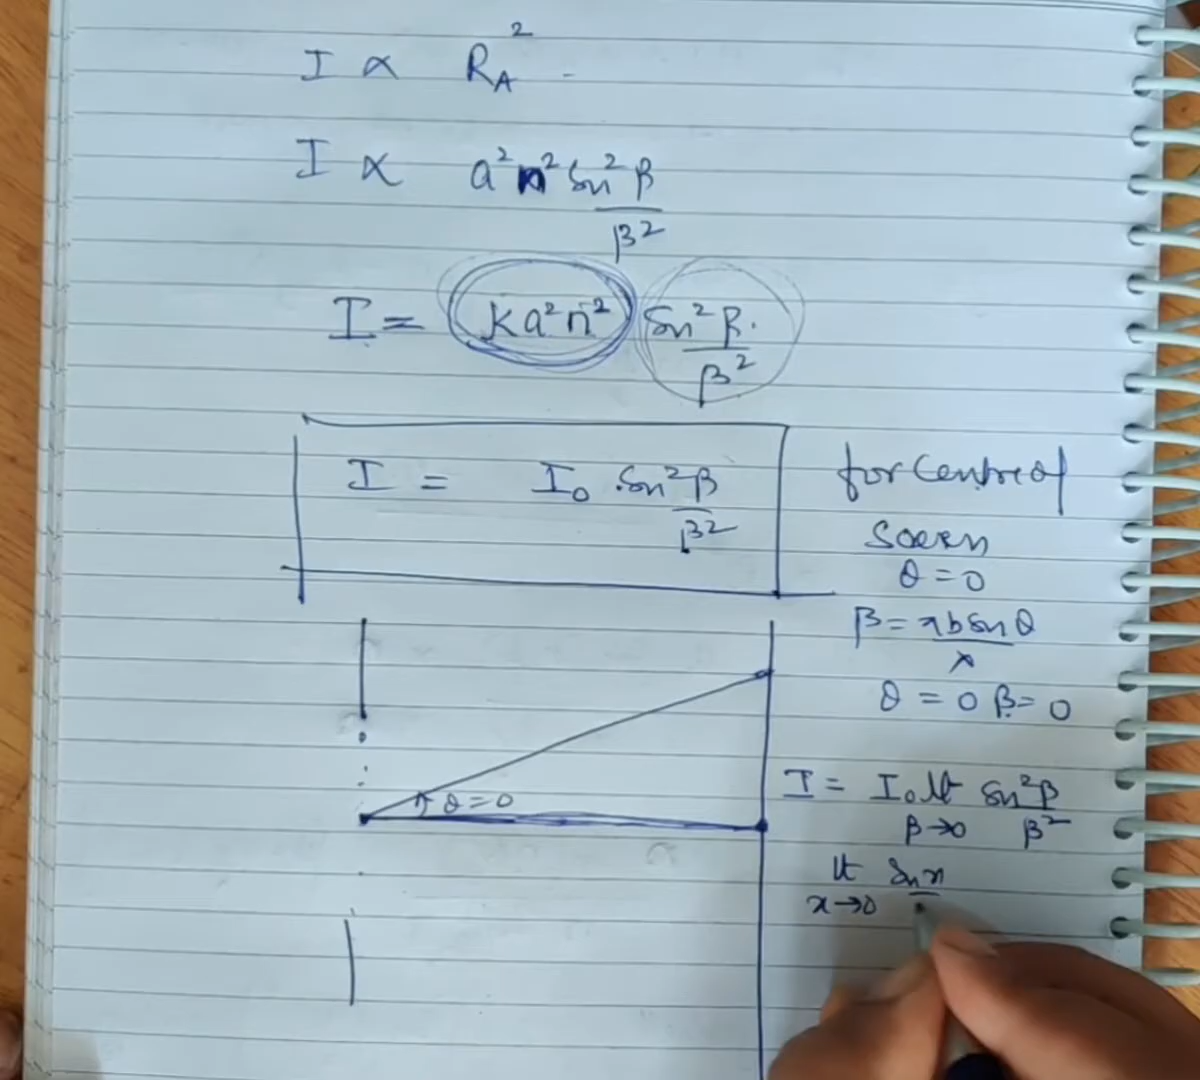 I ∝ R_A²
I ∝ a²n² Sin²β/β²
I = Ka²n² Sin²β/β²
I = I₀ Sin²β/β²
for Centre of
Screen
θ = 0
β = πb Sinθ/λ
θ = 0 β = 0
θ = 0
I = I₀ lt β→0 Sin²β/β²
lt x→0 Sin x